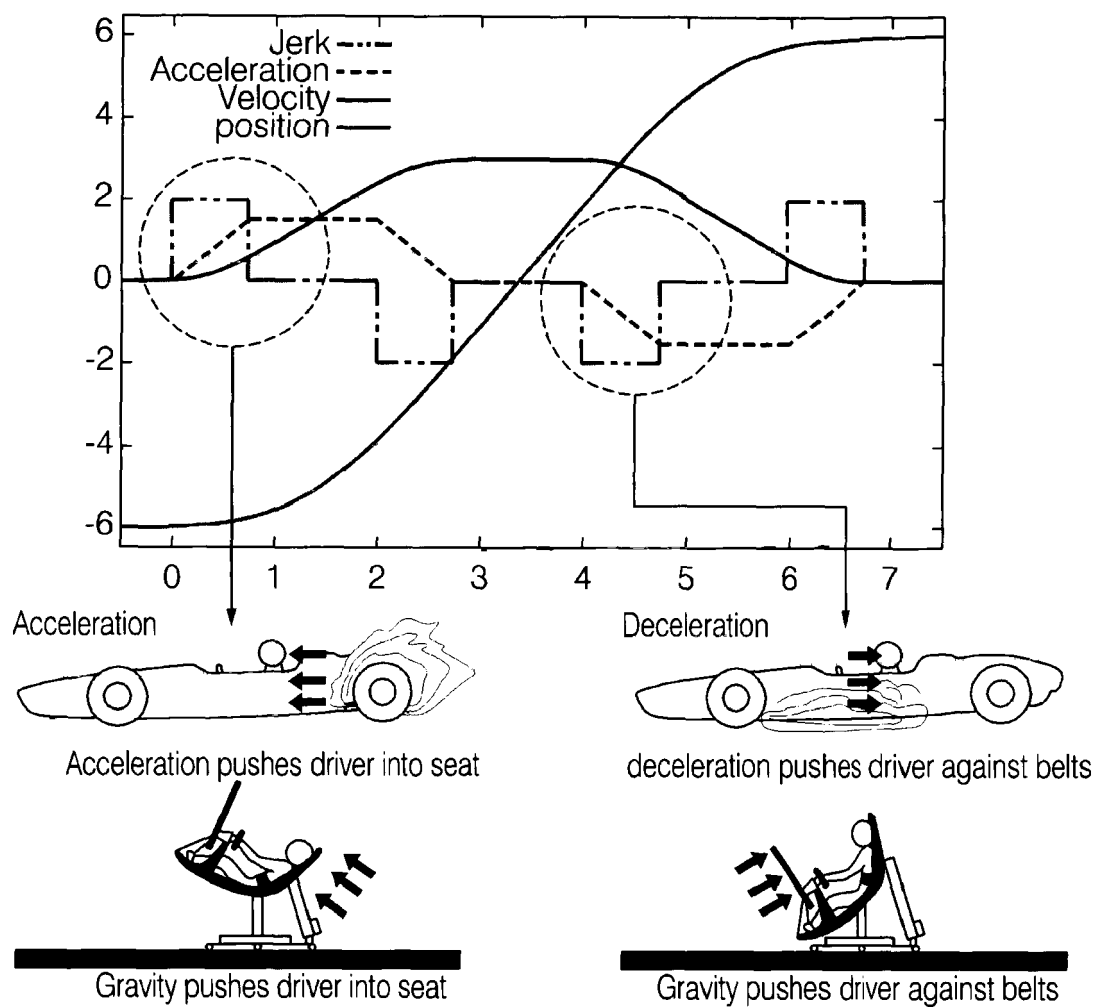 6
4
2
0
-2
-4
-6
Jerk
Acceleration
Velocity
position
0 1 2 3 4 5 6 7
Acceleration
Deceleration
Acceleration pushes driver into seat
deceleration pushes driver against belts
Gravity pushes driver into seat
Gravity pushes driver against belts